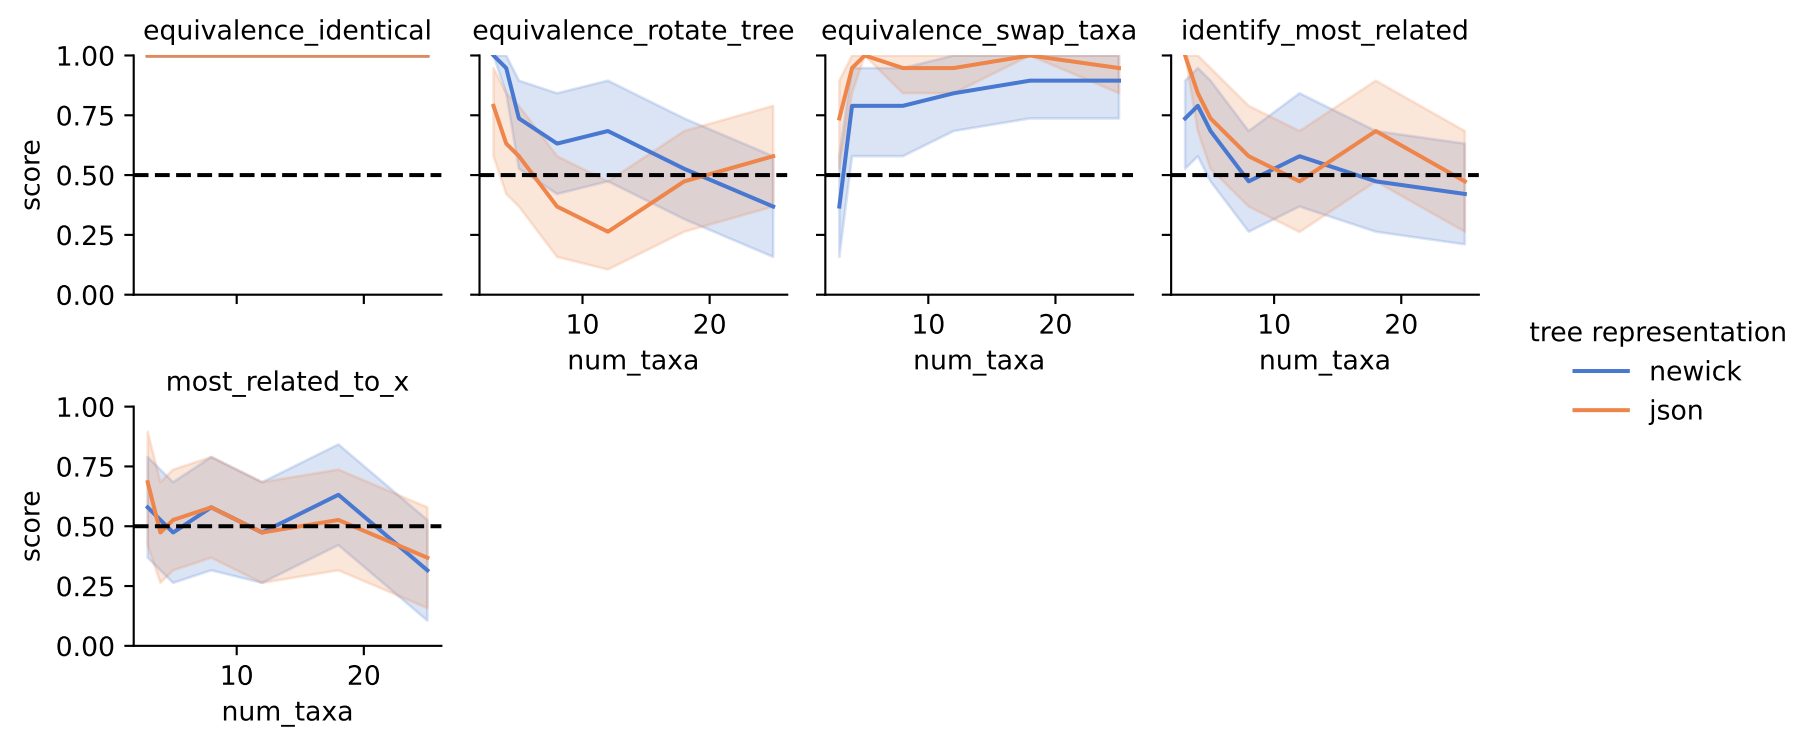 equivalence_identical
equivalence_rotate_tree
equivalence_swap_taxa
identify_most_related
score
1.00
0.75
0.50
0.25
0.00
10
20
num_taxa
10
20
num_taxa
10
20
num_taxa
tree representation
newick
json
most_related_to_x
score
1.00
0.75
0.50
0.25
0.00
10
20
num_taxa